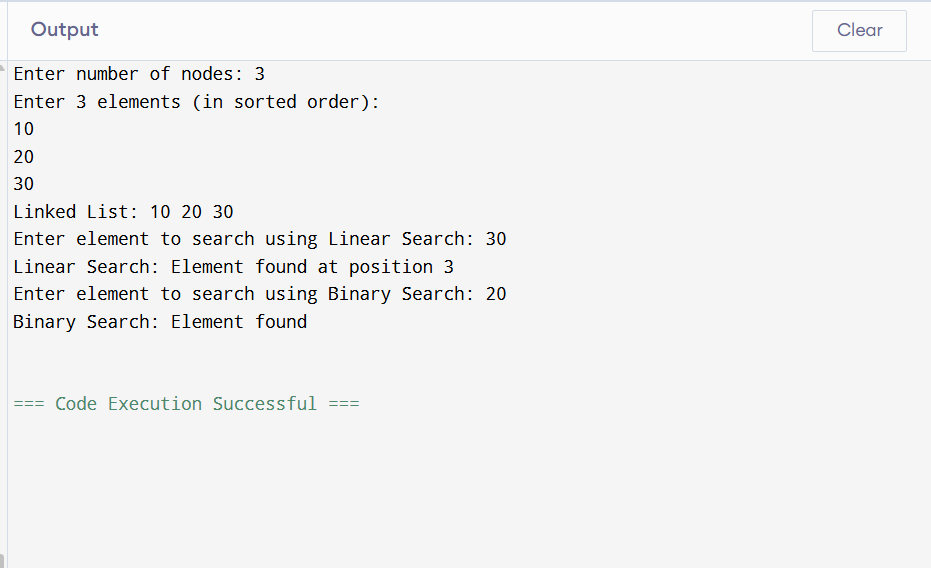 Output
Clear
Enter number of nodes: 3
Enter 3 elements (in sorted order):
10
20
30
Linked List: 10 20 30
Enter element to search using Linear Search: 30
Linear Search: Element found at position 3
Enter element to search using Binary Search: 20
Binary Search: Element found
=== Code Execution Successful ===